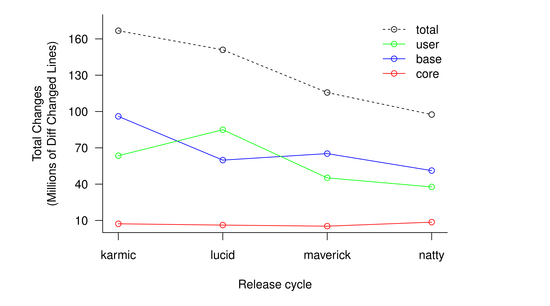 total
user
base
core
Total Changes
(Millions of Diff Changed Lines)
160
130
100
70
40
10
karmic lucid maverick natty
Release cycle